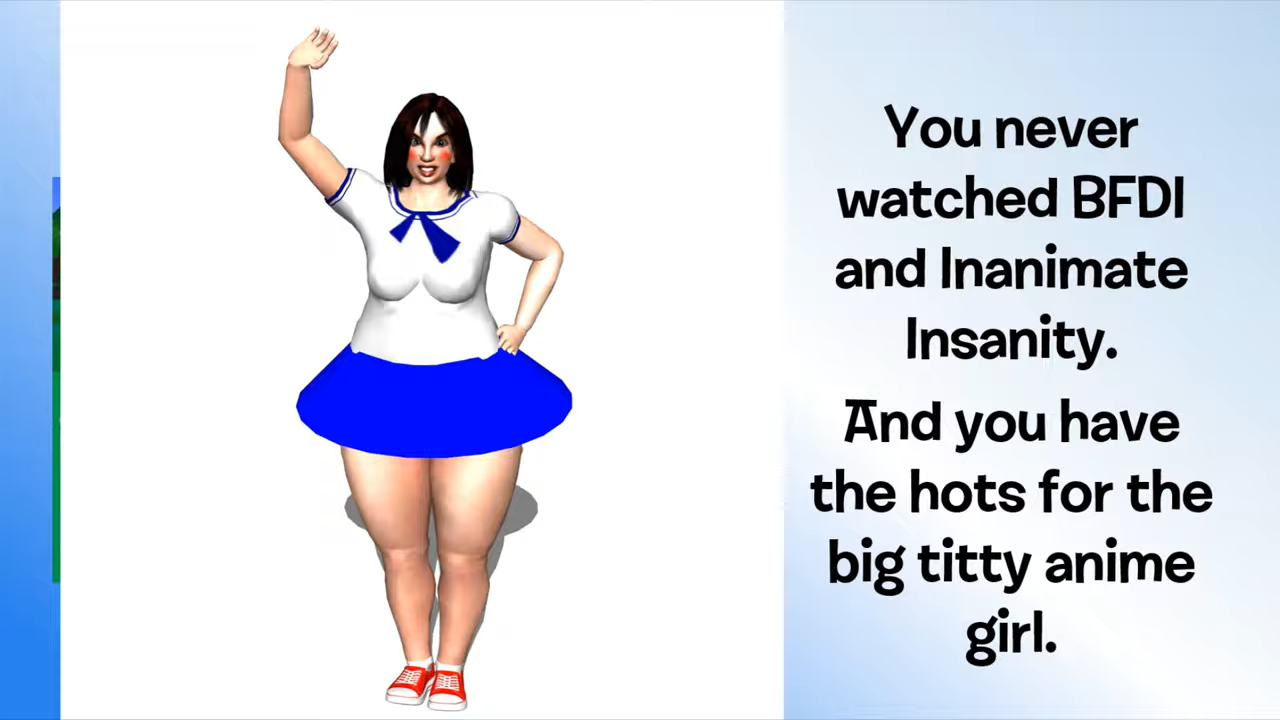 You never
watched BFDI
and Inanimate
Insanity.
And you have
the hots for the
big titty anime
girl.